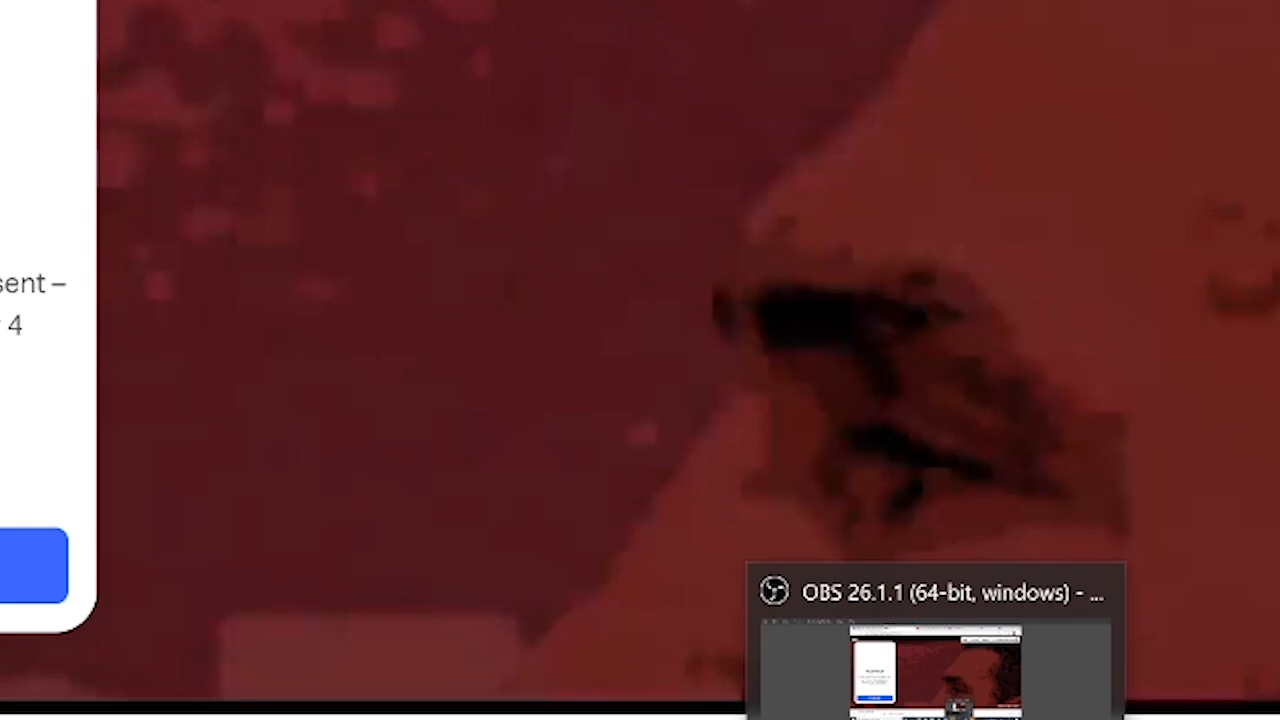 sent –
4
OBS 26.1.1 (64-bit, windows) - ...